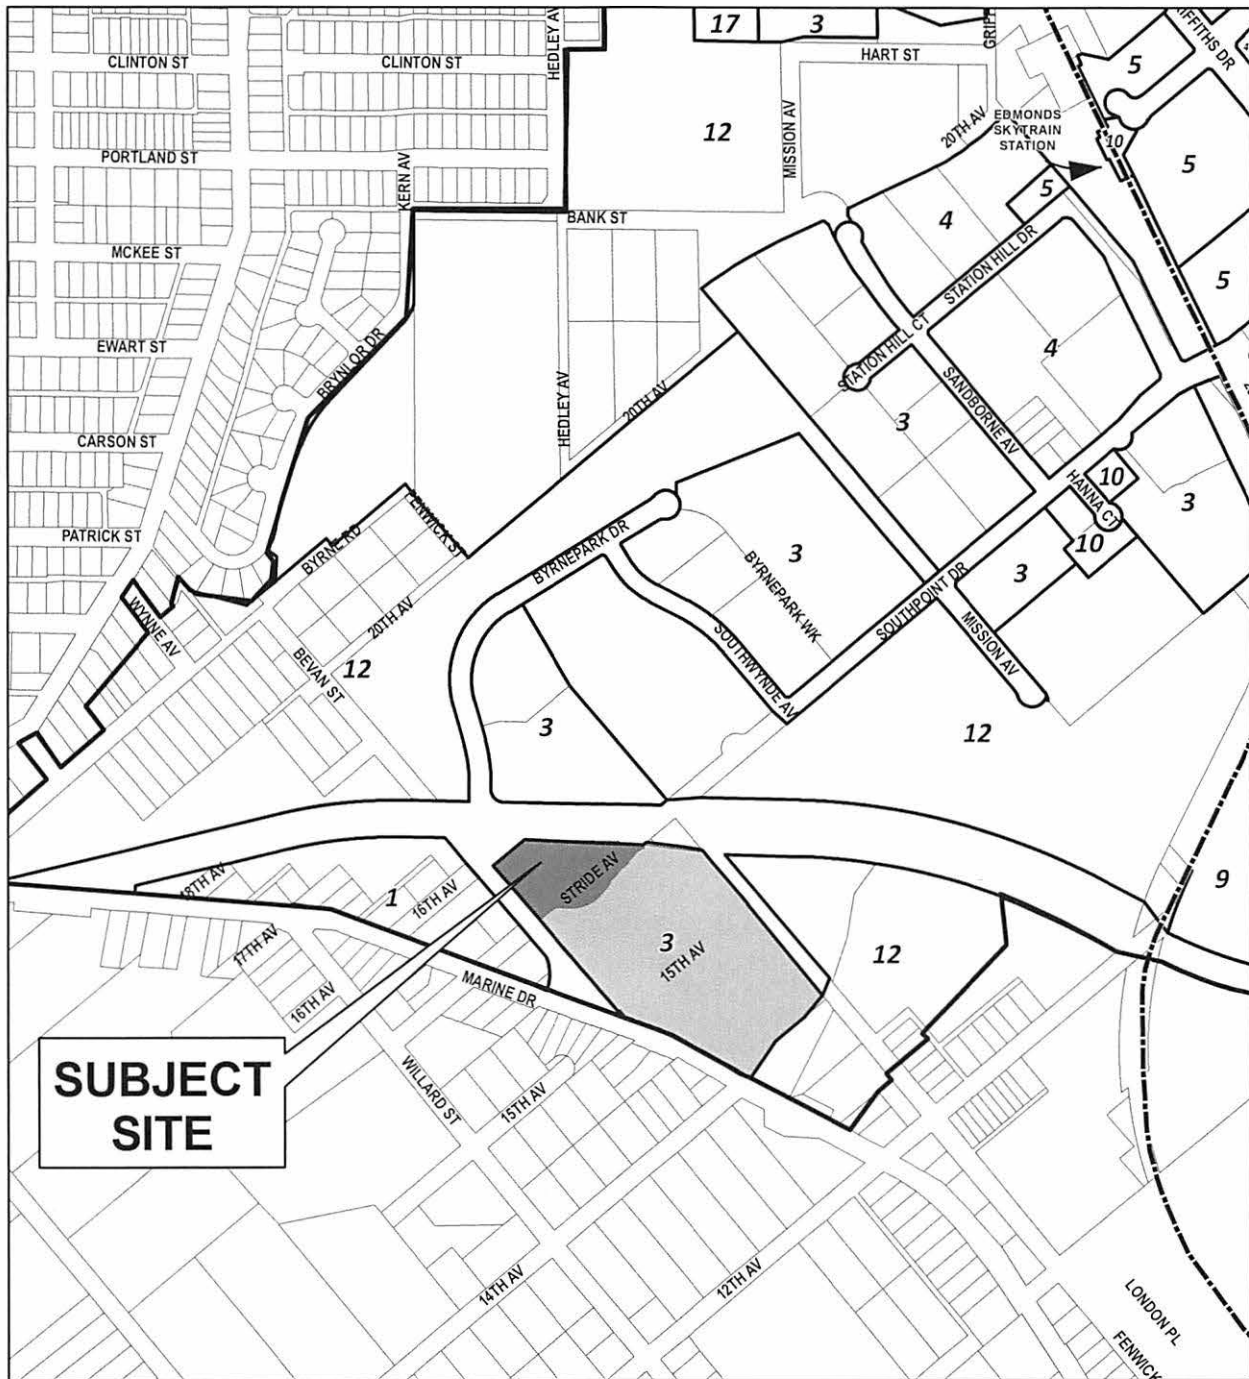 17
3
GRIF
HEDLEY AV
CLINTON ST
CLINTON ST
HART ST
5
12
MISSION AV
20TH AV
EDMONDS
SKYTRAIN
STATION
10
5
PORTLAND ST
KERN AV
5
BANK ST
4
STATION HILL DR
MCKEE ST
5
EWART ST
BRYNLOR DR
HEDLEY AV
20TH AV
STATION HILL CT
4
SANDBORNE AV
3
CARSON ST
10
HANNA CT
3
PATRICK ST
BYRNE RD
FENWICK ST
BYRNEPARK DR
3
BYRNEPARK WK
10
3
SOUTHPOINT DR
WYNNE AV
20TH AV
BEVAN ST
12
SOUTHWYNDE AV
MISSION AV
3
12
18TH AV
1
16TH AV
STRIDE AV
9
17TH AV
3
15TH AV
12
16TH AV
MARINE DR
SUBJECT
SITE
WILLARD ST
15TH AV
14TH AV
12TH AV
LONDON PL
FENWICK